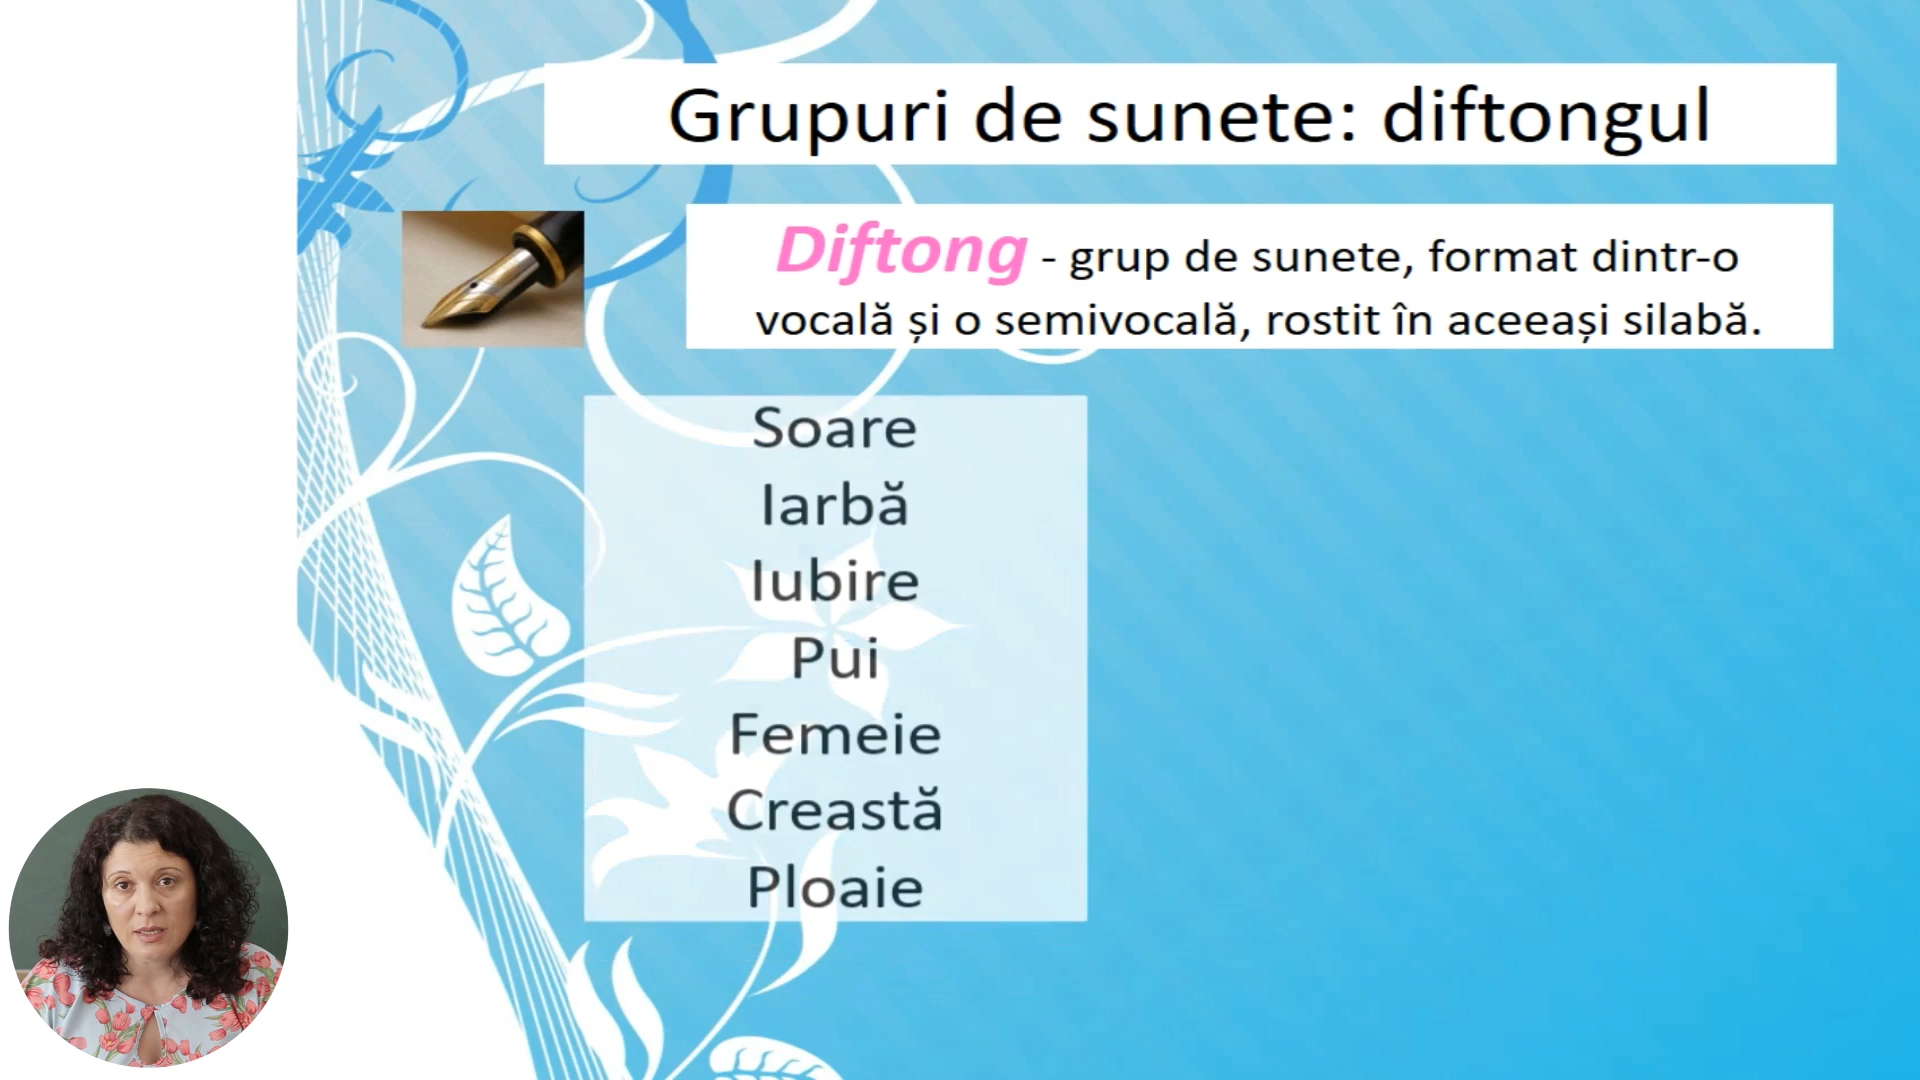 Grupuri de sunete: diftongul
Diftong - grup de sunete, format dintr-o
vocală și o semivocală, rostit în aceeași silabă.
Soare
Iarbă
Iubire
Pui
Femeie
Creastă
Ploaie